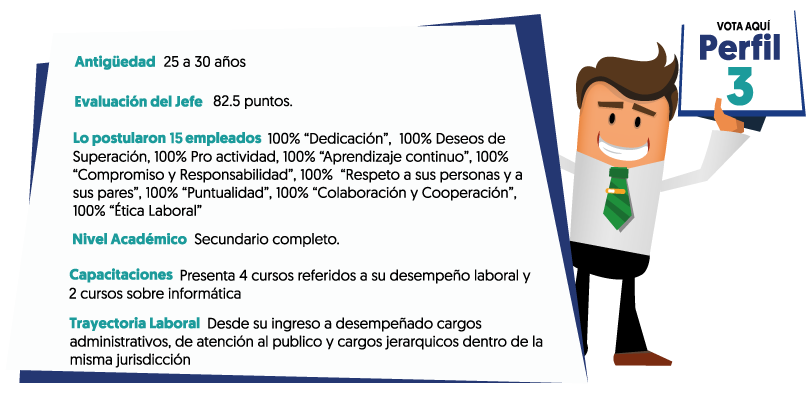 VOTA AQUÍ
Perfil
3
Antigüedad 25 a 30 años
Evaluación del Jefe 82.5 puntos.
Lo postularon 15 empleados 100% “Dedicación”, 100% Deseos de
Superación, 100% Pro actividad, 100% “Aprendizaje continuo”, 100%
“Compromiso y Responsabilidad”, 100% “Respeto a sus personas y a
sus pares”, 100% “Puntualidad”, 100% “Colaboración y Cooperación”,
100% “Ética Laboral”
Nivel Académico Secundario completo.
Capacitaciones Presenta 4 cursos referidos a su desempeño laboral y
2 cursos sobre informática
Trayectoria Laboral Desde su ingreso a desempeñado cargos
administrativos, de atención al publico y cargos jerarquicos dentro de la
misma jurisdicción